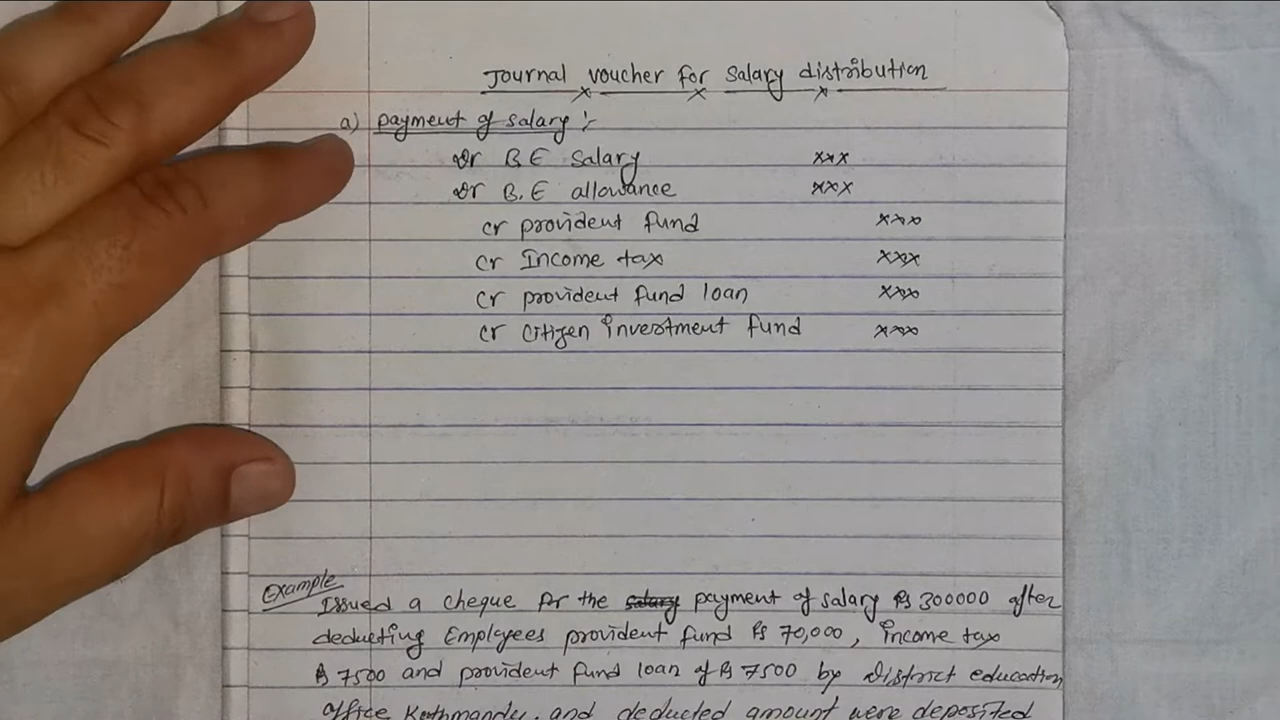 Journal voucher for salary distribution
a) payment of salary :-
Dr B.E salary xxx
Dr B.E allowance xxx
cr provident fund xxx
cr Income tax xxx
cr provident fund loan xxx
cr citizen investment fund xxx
Example
Issued a cheque for the salary payment of salary Rs 300000 after
deducting Employees provident fund Rs 70,000, income tax
Rs 7500 and provident fund loan of Rs 7500 by District education
office Kathmandu, and deducted amount were deposited